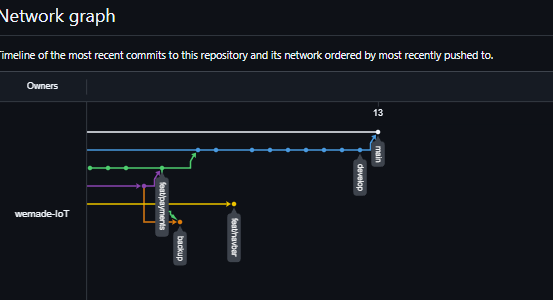 Network graph
Timeline of the most recent commits to this repository and its network ordered by most recently pushed to.
Owners
13
main
develop
feat/payments
wemade-IoT
feat/navbar
backup